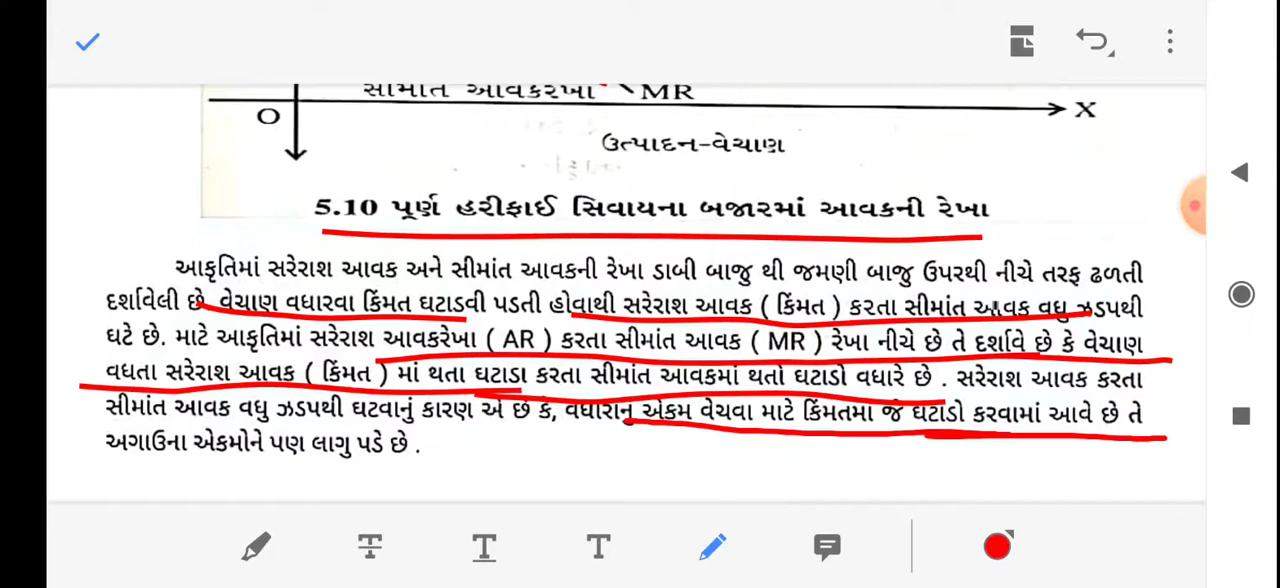 સીમાંત આવકરેખા MR
O X
ઉત્પાદન-વેચાણ
5.10 પૂર્ણ હરીફાઈ સિવાયના બજારમાં આવકની રેખા
આકૃતિમાં સરેરાશ આવક અને સીમાંત આવકની રેખા ડાબી બાજુ થી જમણી બાજુ ઉપરથી નીચે તરફ ઢળતી
દર્શાવેલી છે. વેચાણ વધારવા કિંમત ઘટાડવી પડતી હોવાથી સરેરાશ આવક ( કિંમત ) કરતા સીમાંત આવક વધુ ઝડપથી
ઘટે છે. માટે આકૃતિમાં સરેરાશ આવકરેખા ( AR ) કરતા સીમાંત આવક ( MR ) રેખા નીચે છે તે દર્શાવે છે કે વેચાણ
વધતા સરેરાશ આવક ( કિંમત ) માં થતા ઘટાડા કરતા સીમાંત આવકમાં થતો ઘટાડો વધારે છે . સરેરાશ આવક કરતા
સીમાંત આવક વધુ ઝડપથી ઘટવાનું કારણ એ છે કે, વધારાનુ એકમ વેચવા માટે કિંમતમા જે ઘટાડો કરવામાં આવે છે તે
અગાઉના એકમોને પણ લાગુ પડે છે .